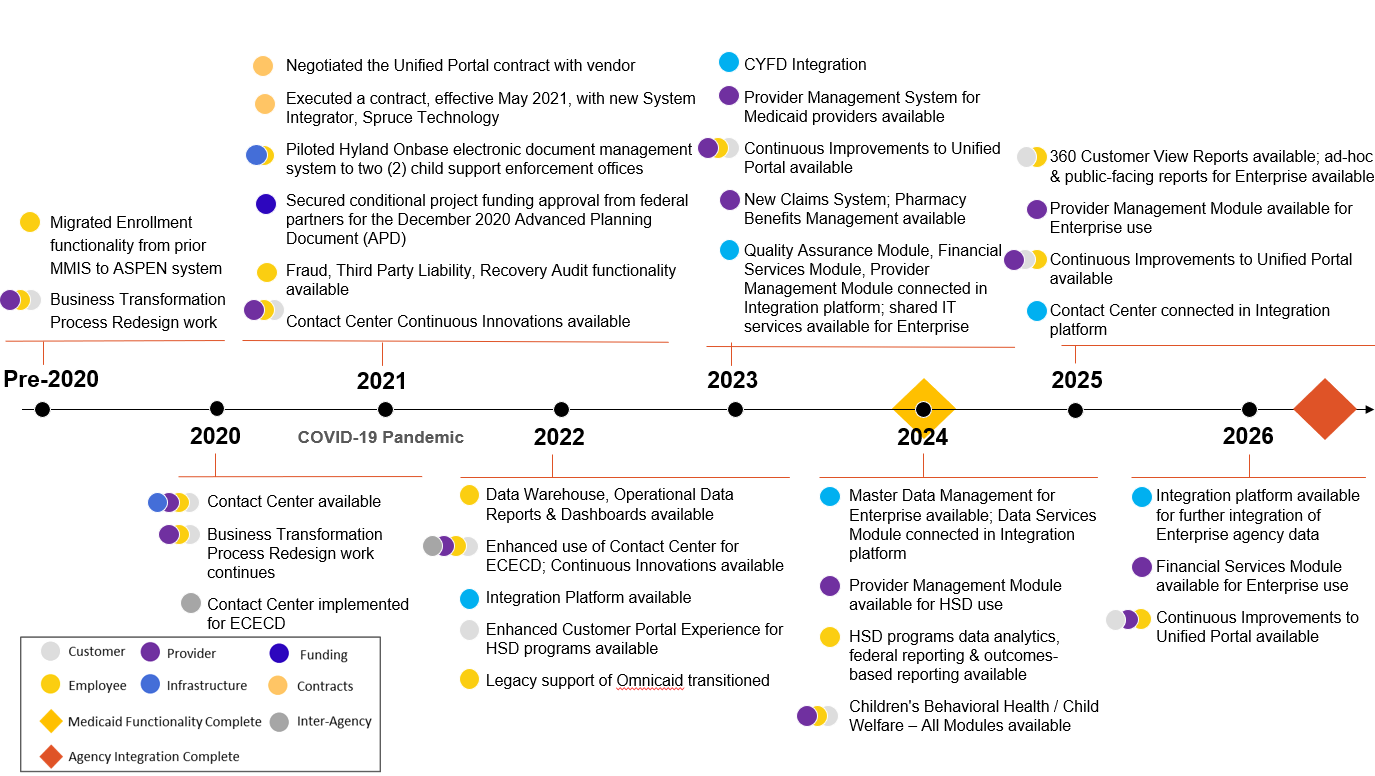 Migrated Enrollment
functionality from prior
MMIS to ASPEN system
Business Transformation
Process Redesign work
Pre-2020
Negotiated the Unified Portal contract with vendor
Executed a contract, effective May 2021, with new System
Integrator, Spruce Technology
Piloted Hyland Onbase electronic document management
system to two (2) child support enforcement offices
Secured conditional project funding approval from federal
partners for the December 2020 Advanced Planning
Document (APD)
Fraud, Third Party Liability, Recovery Audit functionality
available
Contact Center Continuous Innovations available
2021
CYFD Integration
Provider Management System for
Medicaid providers available
Continuous Improvements to Unified
Portal available
New Claims System; Pharmacy
Benefits Management available
Quality Assurance Module, Financial
Services Module, Provider
Management Module connected in
Integration platform; shared IT
services available for Enterprise
2023
360 Customer View Reports available; ad-hoc
& public-facing reports for Enterprise available
Provider Management Module available for
Enterprise use
Continuous Improvements to Unified Portal
available
Contact Center connected in Integration
platform
2025
2020
COVID-19 Pandemic
2022
2024
2026
Contact Center available
Business Transformation
Process Redesign work
continues
Contact Center implemented
for ECECD
Data Warehouse, Operational Data
Reports & Dashboards available
Enhanced use of Contact Center for
ECECD; Continuous Innovations available
Integration Platform available
Enhanced Customer Portal Experience for
HSD programs available
Legacy support of Omnicaid transitioned
Master Data Management for
Enterprise available; Data Services
Module connected in Integration
platform
Provider Management Module
available for HSD use
HSD programs data analytics,
federal reporting & outcomes-
based reporting available
Children's Behavioral Health / Child
Welfare – All Modules available
Integration platform available
for further integration of
Enterprise agency data
Financial Services Module
available for Enterprise use
Continuous Improvements to
Unified Portal available
Customer
Provider
Funding
Employee
Infrastructure
Contracts
Medicaid Functionality Complete
Inter-Agency
Agency Integration Complete